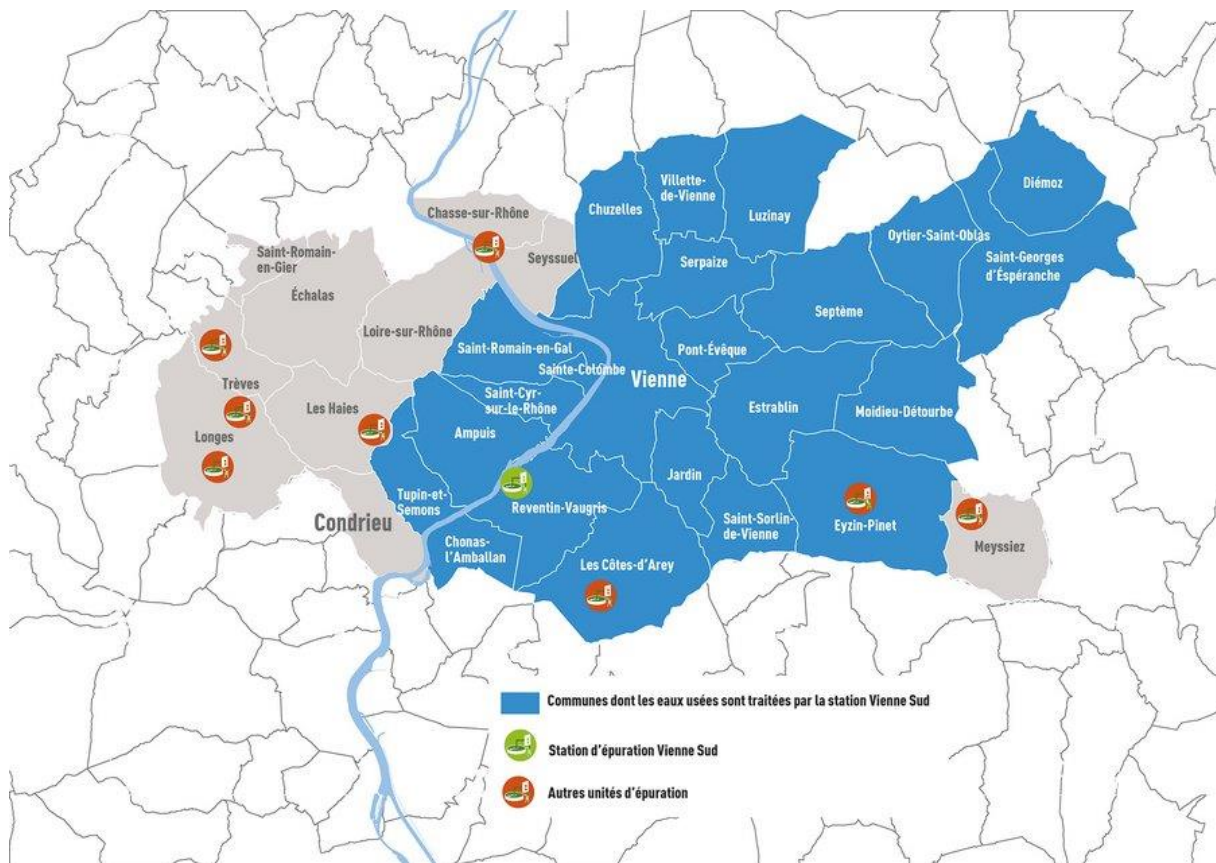 Diémoz
Villette-
de-Vienne
Chuzelles
Luzinay
Chasse-sur-Rhône
Oytier-Saint-Oblas
Saint-Romain-
en-Gier
Seyssuel
Serpaize
Saint-Georges
d'Éspéranche
Échalas
Septème
Loire-sur-Rhône
Saint-Romain-en-Gal
Pont-Évêque
Sainte-Colombe
Vienne
Trèves
Saint-Cyr-
sur-le-Rhône
Les Haies
Estrablin
Moidieu-Détourbe
Ampuis
Longes
Jardin
Tupin-et-
Semons
Reventin-Vaugris
Condrieu
Saint-Sorlin-
de-Vienne
Eyzin-Pinet
Chonas-
l'Amballan
Meyssiez
Les Côtes-d'Arey
Communes dont les eaux usées sont traitées par la station Vienne Sud
Station d'épuration Vienne Sud
Autres unités d'épuration